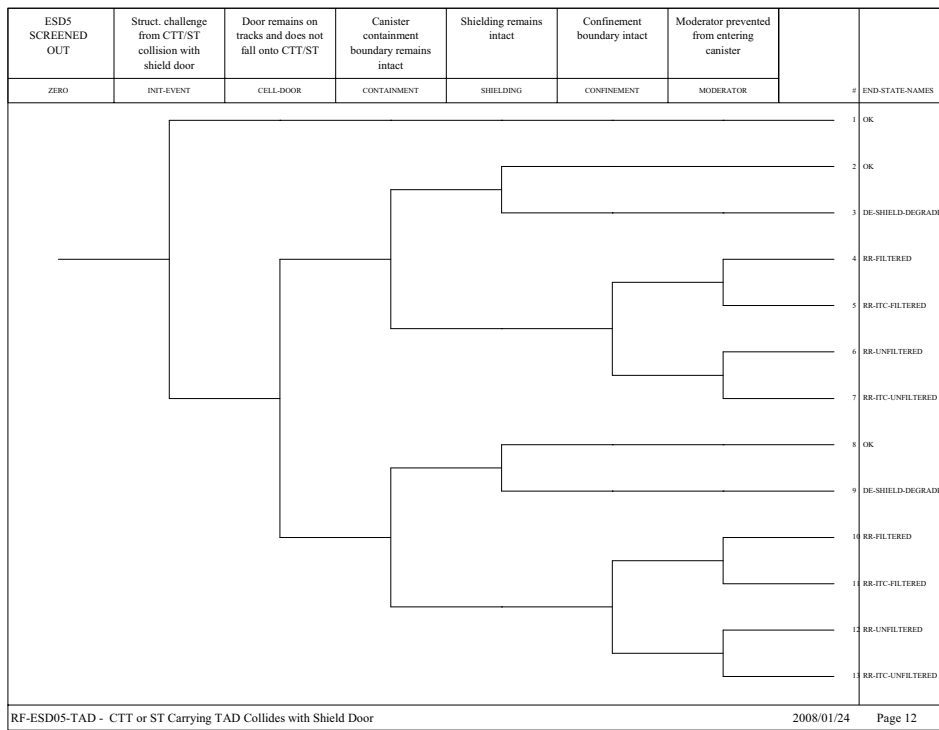 ESD5
SCREENED
OUT
Struct. challenge
from CTT/ST
collision with
shield door
Door remains on
tracks and does not
fall onto CTT/ST
Canister
containment
boundary remains
intact
Shielding remains
intact
Confinement
boundary intact
Moderator prevented
from entering
canister
ZERO
INIT-EVENT
CELL-DOOR
CONTAINMENT
SHIELDING
CONFINEMENT
MODERATOR
# END-STATE-NAMES
1 OK
2 OK
3 DE-SHIELD-DEGRADE
4 RR-FILTERED
5 RR-ITC-FILTERED
6 RR-UNFILTERED
7 RR-ITC-UNFILTERED
8 OK
9 DE-SHIELD-DEGRADE
10 RR-FILTERED
11 RR-ITC-FILTERED
12 RR-UNFILTERED
13 RR-ITC-UNFILTERED
RF-ESD05-TAD - CTT or ST Carrying TAD Collides with Shield Door
2008/01/24 Page 12